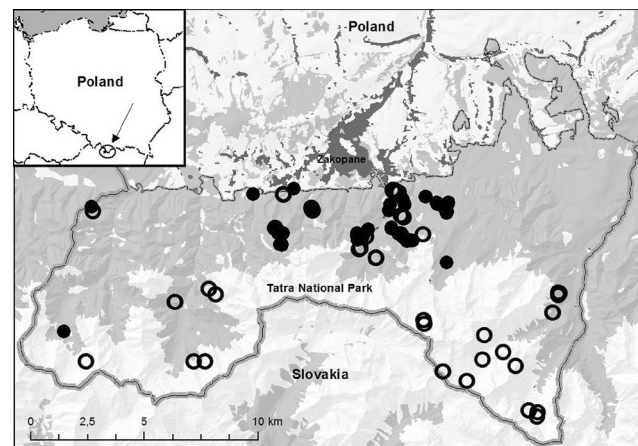 Poland
Poland
Zakopane
Tatra National Park
Slovakia
0 2,5 5 10 km